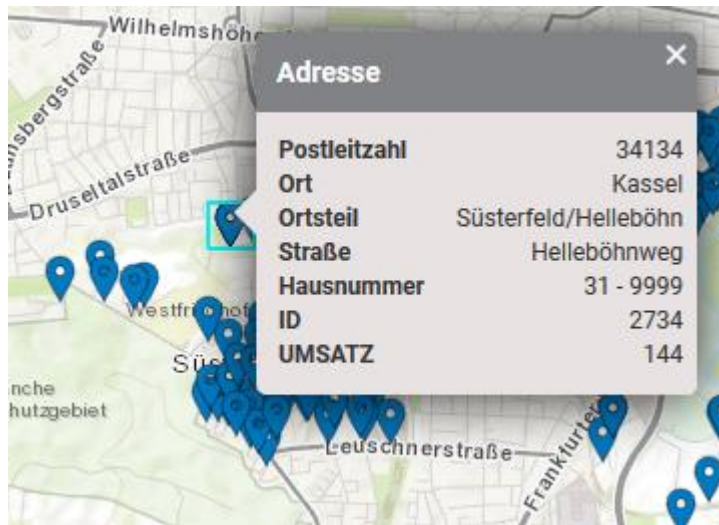 Wilhelmshöhe
Adresse
×
Postleitzahl 34134
Ort Kassel
Ortsteil Süsterfeld/Helleböhn
Straße Helleböhnweg
Hausnummer 31 - 9999
ID 2734
UMSATZ 144
Druseltalstraße
Leuschnerstraße
Frankfurter